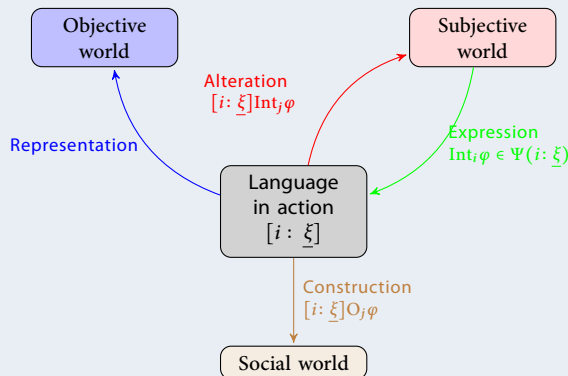 Objective
world
Subjective
world
Alteration
[i: ξ̲]Intⱼφ
Representation
Expression
Intᵢφ ∈ Ψ(i: ξ̲)
Language
in action
[i : ξ̲]
Construction
[i: ξ̲]Oⱼφ
Social world